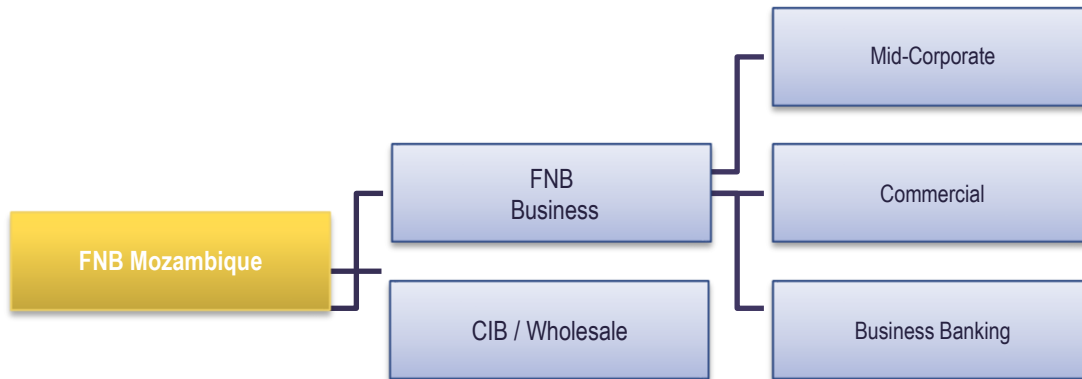 FNB Mozambique
FNB
Business
CIB / Wholesale
Mid-Corporate
Commercial
Business Banking